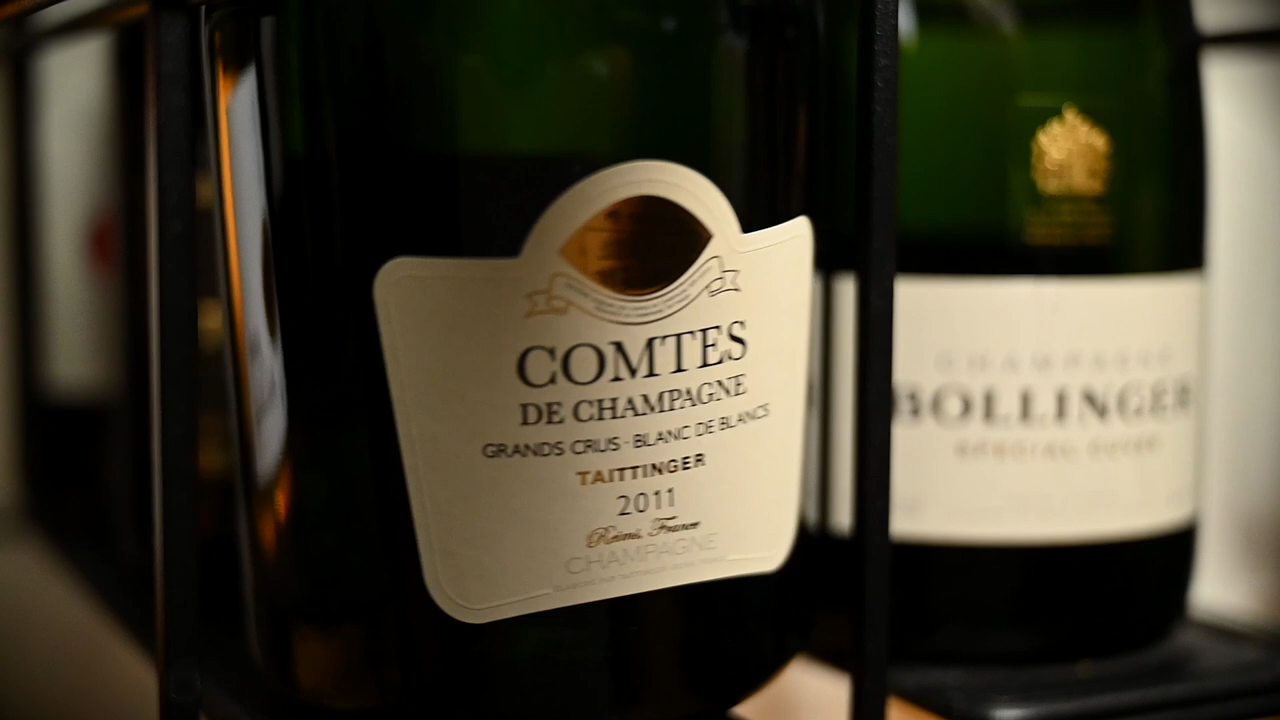 COMTES
DE CHAMPAGNE
GRANDS CRUS · BLANC DE BLANCS
TAITTINGER
2011
Reims, France
CHAMPAGNE
CHAMPAGNE
BOLLINGER
SPECIAL CUVÉE